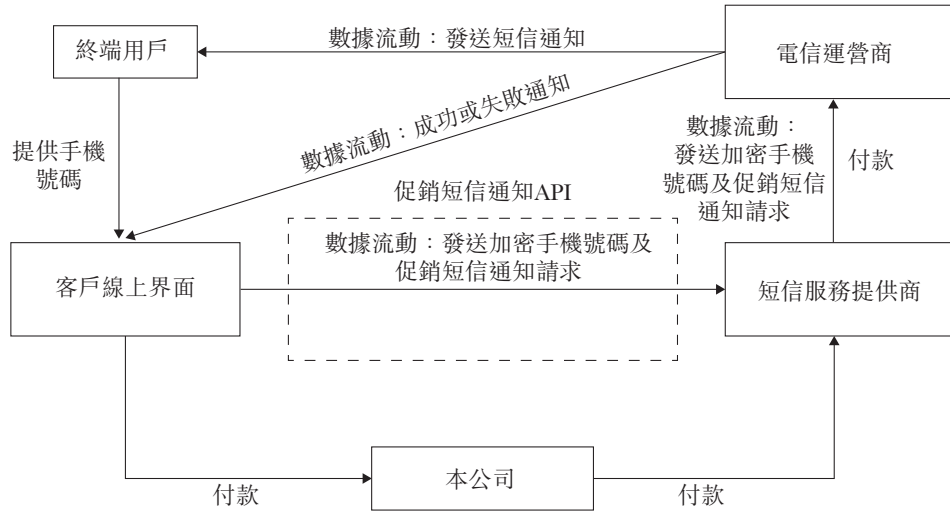 終端用戶
數據流動：發送短信通知
電信運營商
數據流動：成功或失敗通知
提供手機
號碼
數據流動：
發送加密手機
號碼及促銷短信
通知請求
付款
促銷短信通知API
數據流動：發送加密手機號碼及
促銷短信通知請求
客戶線上界面
短信服務提供商
本公司
付款
付款